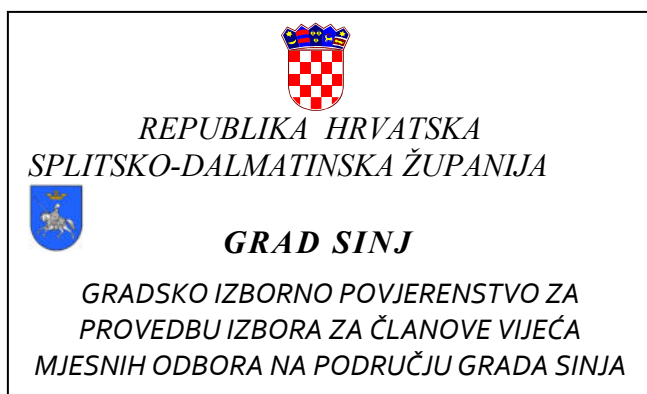 REPUBLIKA HRVATSKA
SPLITSKO-DALMATINSKA ŽUPANIJA
GRAD SINJ
GRADSKO IZBORNO POVJERENSTVO ZA
PROVEDBU IZBORA ZA ČLANOVE VIJEĆA
MJESNIH ODBORA NA PODRUČJU GRADA SINJA